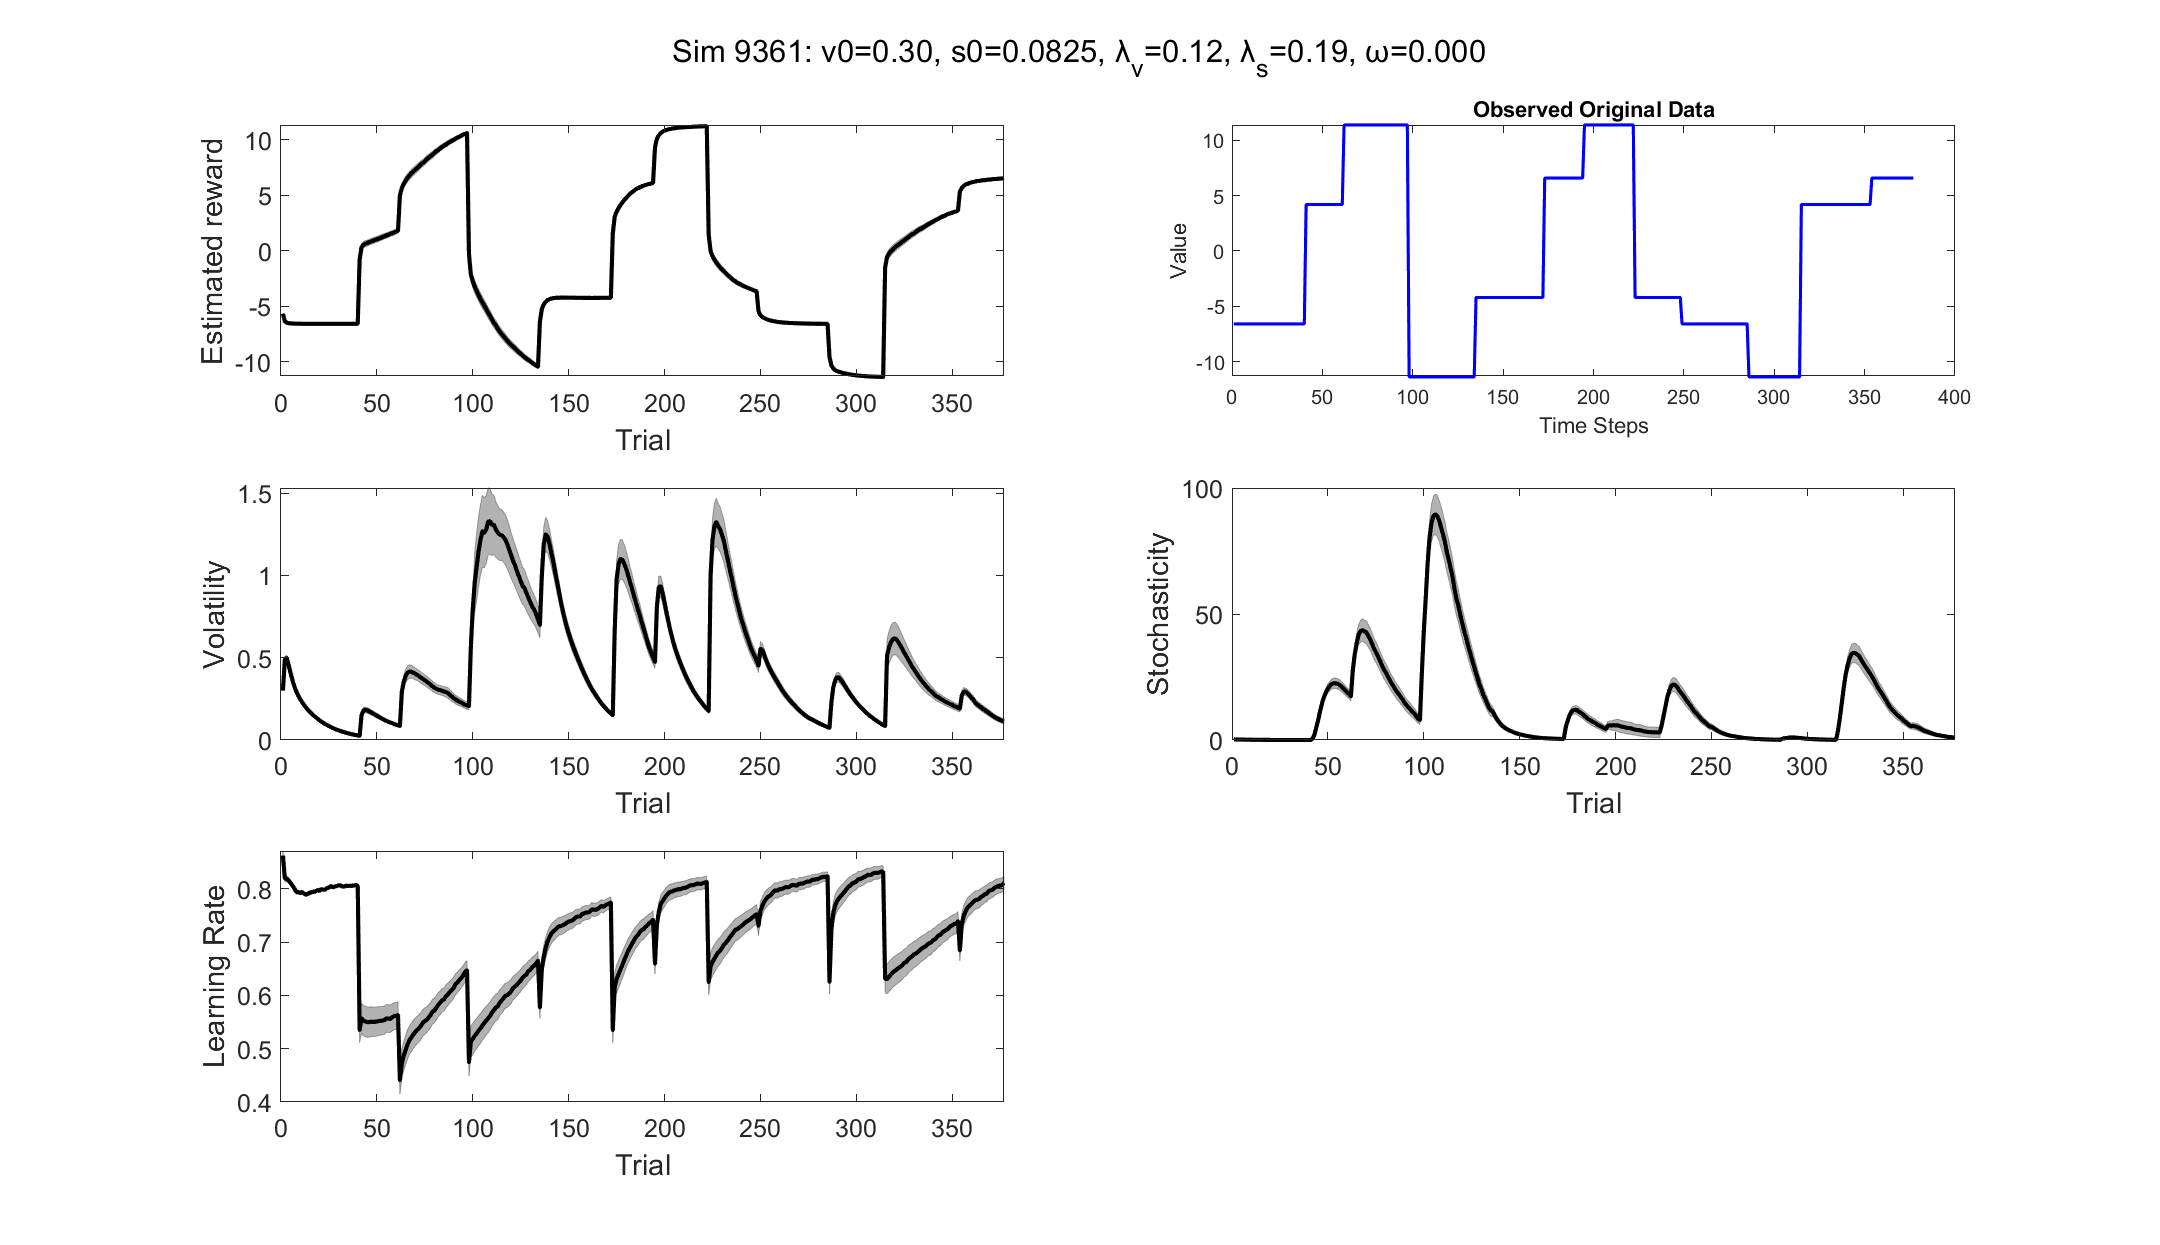 Sim 9361: v0=0.30, s0=0.0825, λv=0.12, λs=0.19, ω=0.000
Estimated reward
10
5
0
-5
-10
0 50 100 150 200 250 300 350
Trial
Observed Original Data
Value
10
5
0
-5
-10
0 50 100 150 200 250 300 350 400
Time Steps
Volatility
1.5
1
0.5
0
0 50 100 150 200 250 300 350
Trial
Stochasticity
100
50
0
0 50 100 150 200 250 300 350
Trial
Learning Rate
0.8
0.7
0.6
0.5
0.4
0 50 100 150 200 250 300 350
Trial